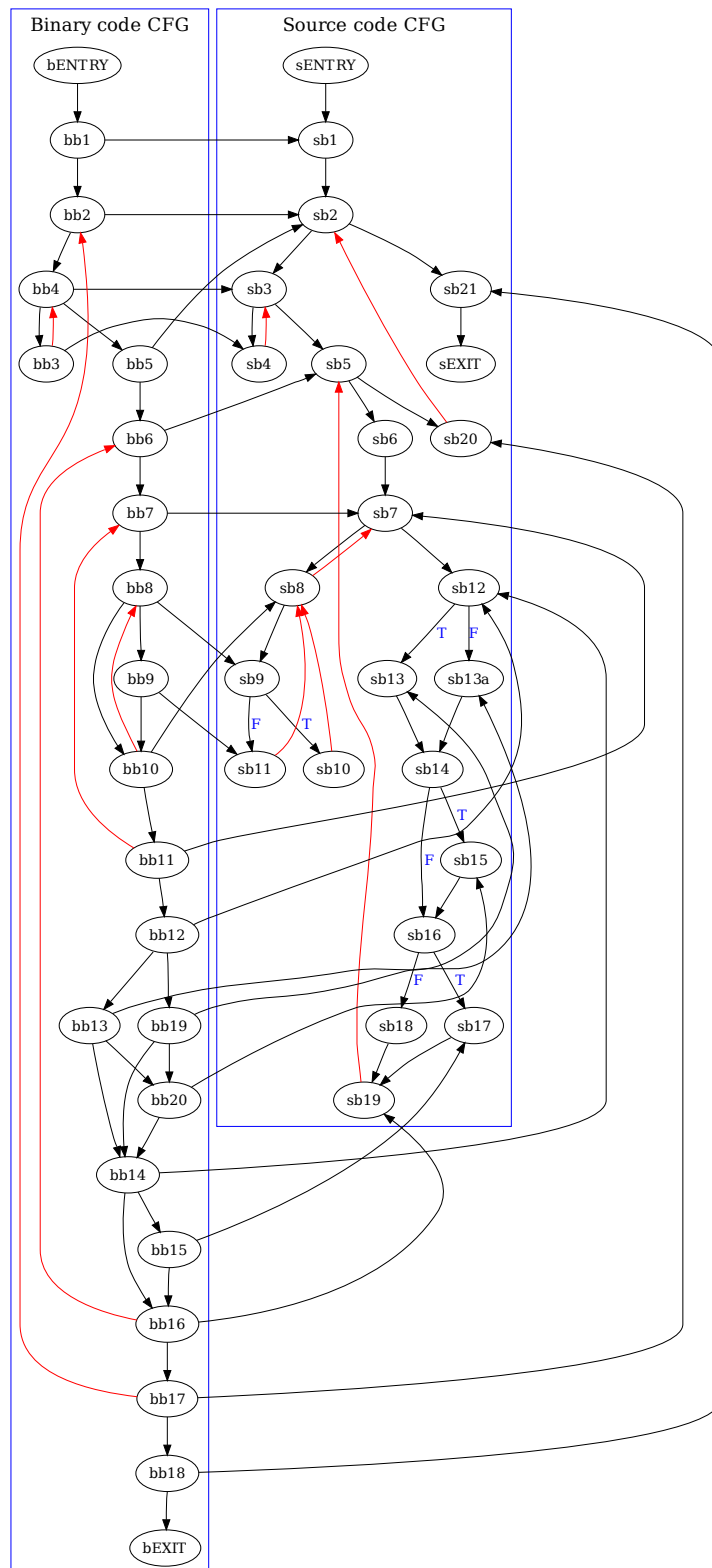 Binary code CFG
Source code CFG
bENTRY
sENTRY
bb1
sb1
bb2
sb2
bb4
sb3
sb21
bb3
bb5
sb4
sb5
sEXIT
bb6
sb6
sb20
bb7
sb7
bb8
sb8
sb12
T
F
bb9
sb9
sb13
sb13a
F
T
bb10
sb11
sb10
sb14
T
bb11
F
sb15
bb12
sb16
F
T
bb13
bb19
sb18
sb17
bb20
sb19
bb14
bb15
bb16
bb17
bb18
bEXIT